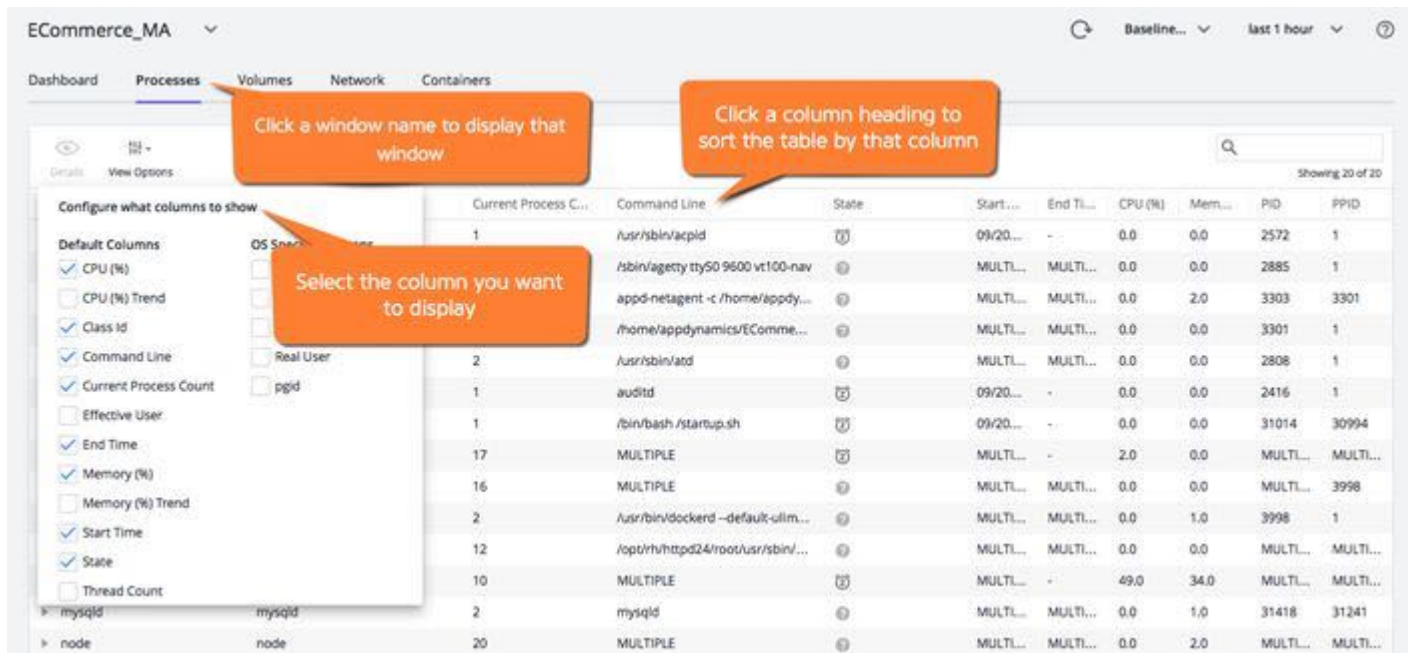 ECommerce_MA
Baseline... last 1 hour
Dashboard Processes Volumes Network Containers
Click a window name to display that
window
Click a column heading to
sort the table by that column
Details View Options
Showing 20 of 20
Configure what columns to show
Default Columns
CPU (%)
CPU (%) Trend
Class Id
Command Line
Current Process Count
Effective User
End Time
Memory (%)
Memory (%) Trend
Start Time
State
Thread Count
Real User
pgid
Select the column you want
to display
Current Process C... Command Line State Start... End Ti... CPU (%) Mem... PID PPID
1 /usr/sbin/acpid 09/20... - 0.0 0.0 2572 1
/sbin/agetty ttyS0 9600 vt100-nav MULTI... MULTI... 0.0 0.0 2885 1
appd-netagent -c /home/appdy... MULTI... MULTI... 0.0 2.0 3303 3301
/home/appdynamics/EComme... MULTI... MULTI... 0.0 0.0 3301 1
2 /usr/sbin/atd MULTI... MULTI... 0.0 0.0 2808 1
1 auditd 09/20... - 0.0 0.0 2416 1
1 /bin/bash /startup.sh 09/20... - 0.0 0.0 31014 30994
17 MULTIPLE MULTI... - 2.0 0.0 MULTI... MULTI...
16 MULTIPLE MULTI... MULTI... 0.0 0.0 MULTI... 3998
2 /usr/bin/dockerd --default-ulim... MULTI... MULTI... 0.0 1.0 3998 1
12 /opt/rh/httpd24/root/usr/sbin/... MULTI... MULTI... 0.0 0.0 MULTI... MULTI...
10 MULTIPLE MULTI... - 49.0 34.0 MULTI... MULTI...
mysqld mysqld 2 mysqld MULTI... MULTI... 0.0 1.0 31418 31241
node node 20 MULTIPLE MULTI... MULTI... 0.0 2.0 MULTI... MULTI...